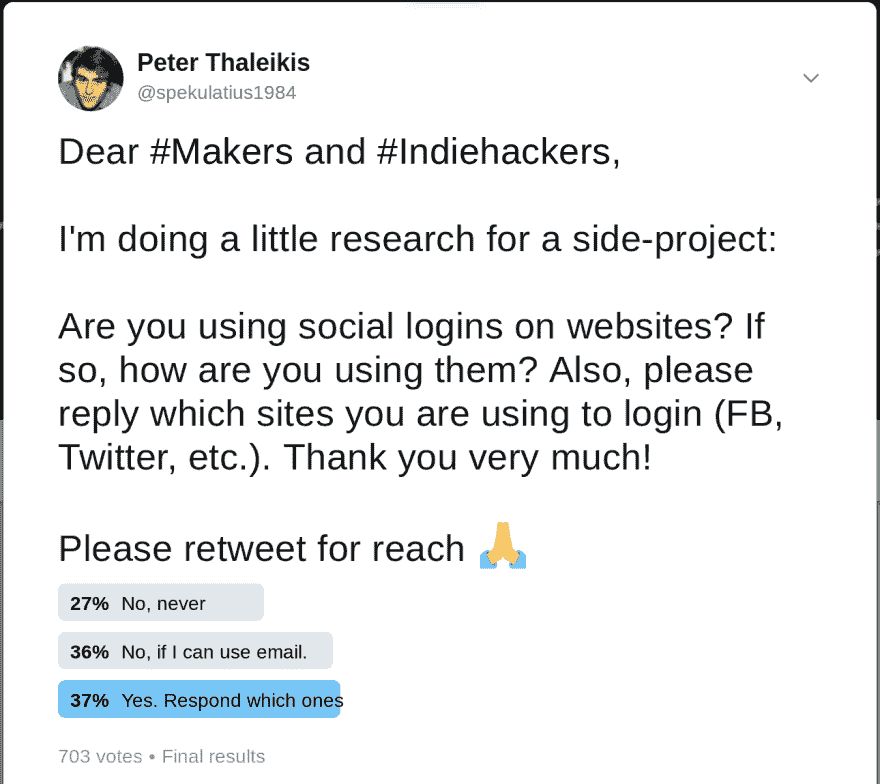 Peter Thaleikis
@spekulatius1984
Dear #Makers and #Indiehackers,
I'm doing a little research for a side-project:
Are you using social logins on websites? If
so, how are you using them? Also, please
reply which sites you are using to login (FB,
Twitter, etc.). Thank you very much!
Please retweet for reach 🙏
27% No, never
36% No, if I can use email.
37% Yes. Respond which ones
703 votes • Final results